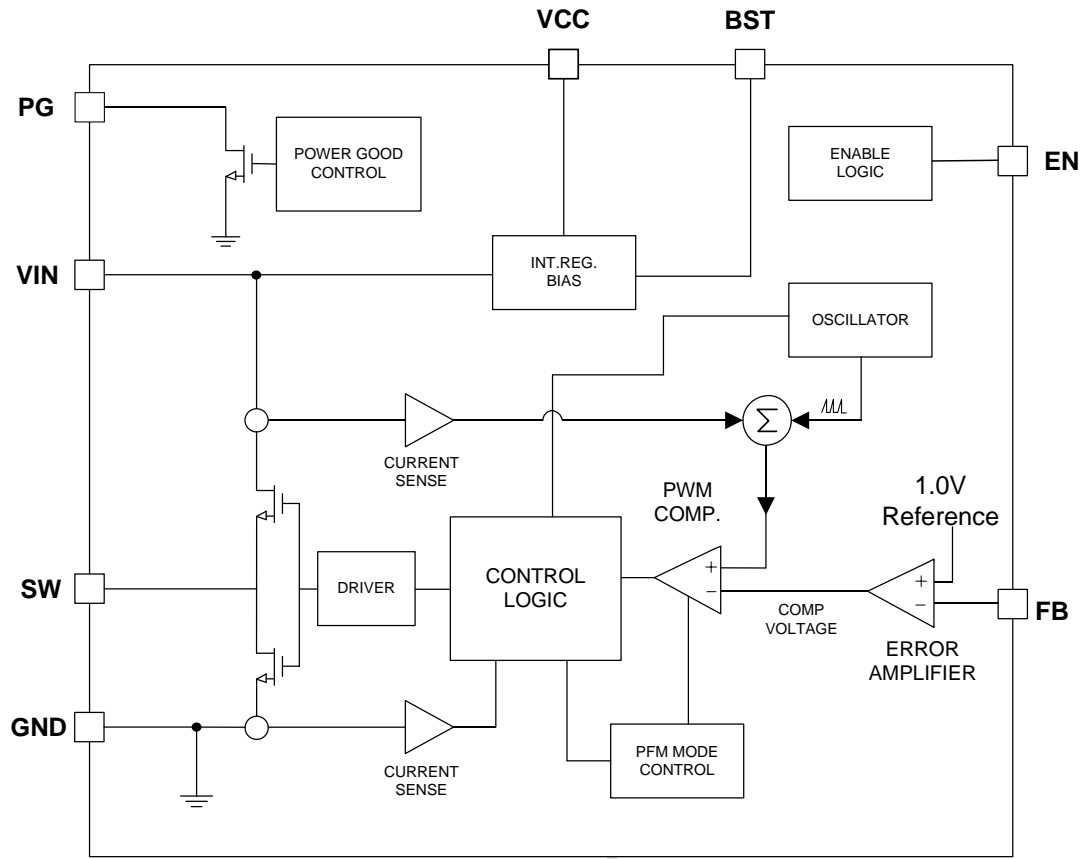 VCC
BST
PG
POWER GOOD
CONTROL
ENABLE
LOGIC
EN
VIN
INT.REG.
BIAS
OSCILLATOR
Σ
CURRENT
SENSE
PWM
COMP.
1.0V
Reference
SW
DRIVER
CONTROL
LOGIC
+
−
COMP
VOLTAGE
+
−
FB
ERROR
AMPLIFIER
GND
CURRENT
SENSE
PFM MODE
CONTROL